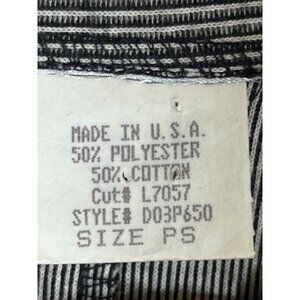 MADE IN U.S.A.
50% POLYESTER
50% COTTON
Cut# L7057
STYLE# D03P650
SIZE PS